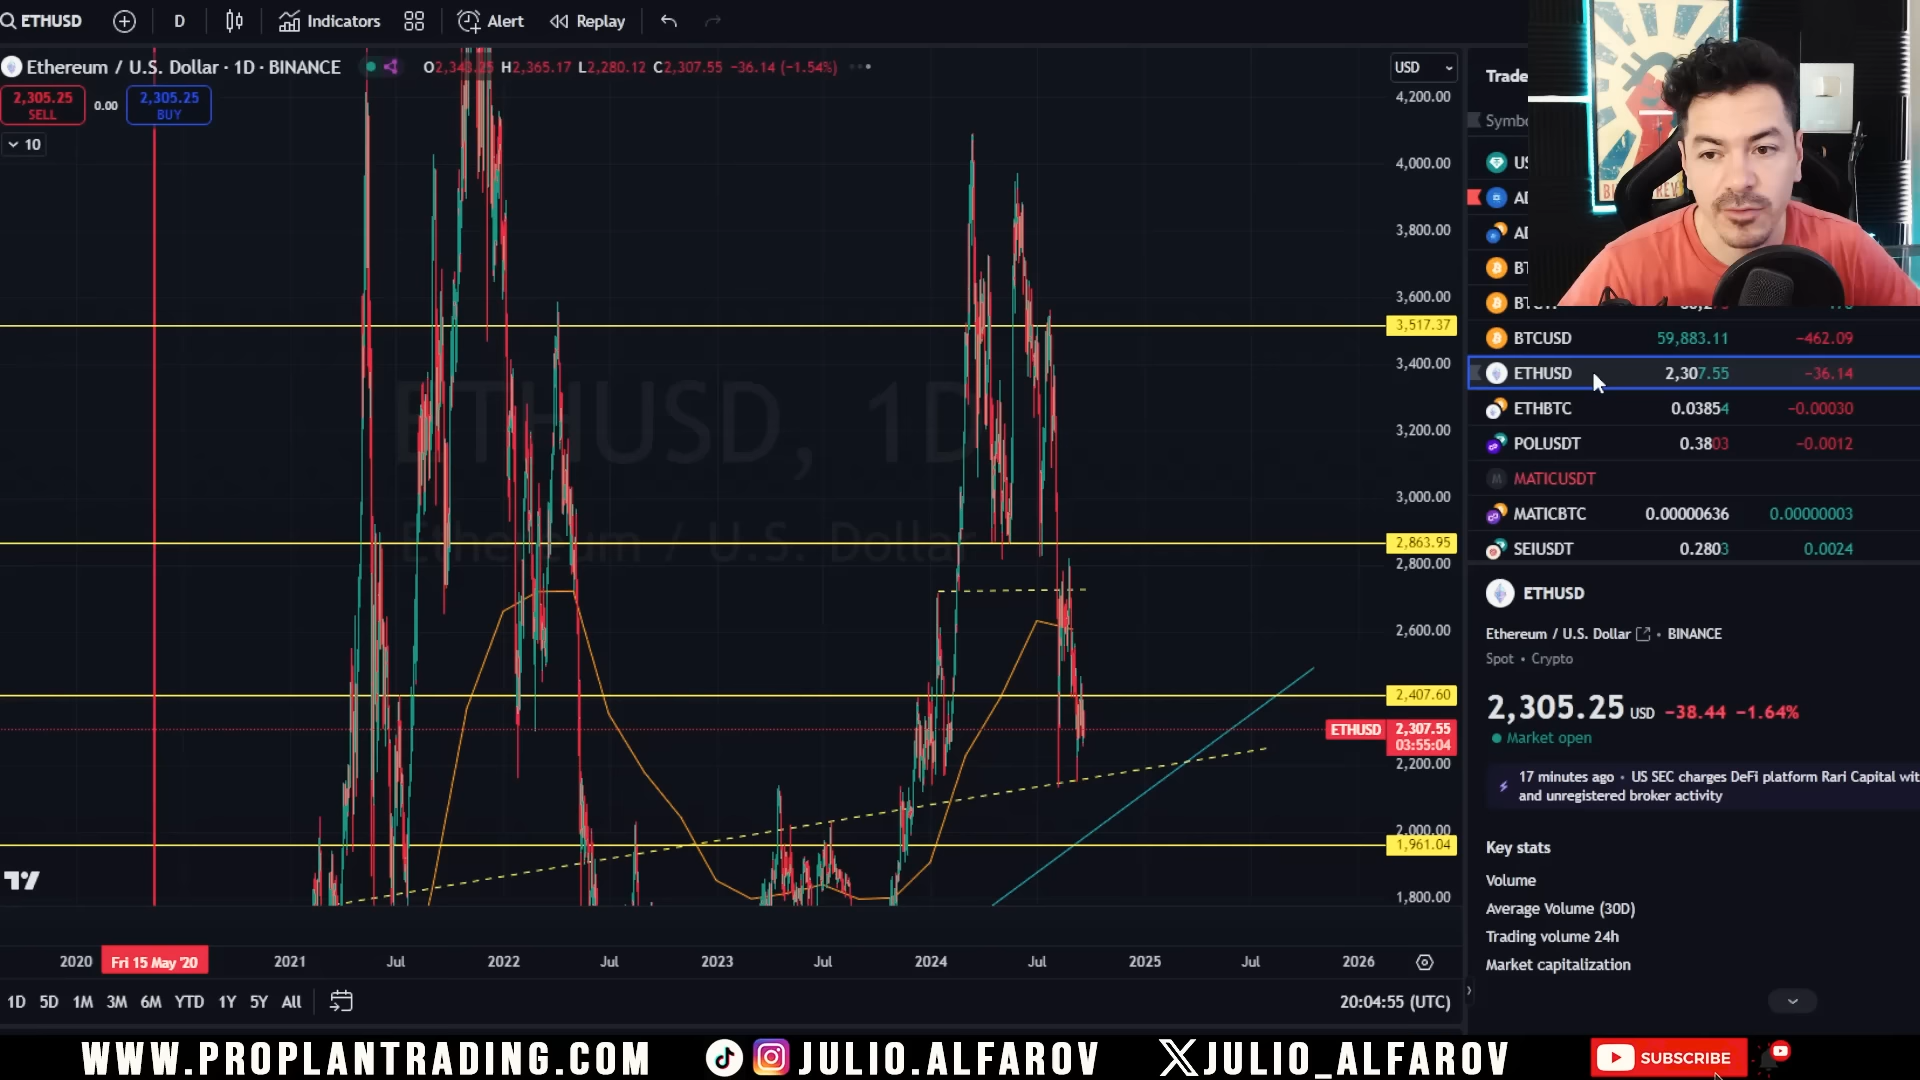 ETHUSD
D
Indicators
Alert
Replay
Ethereum / U.S. Dollar · 1D · BINANCE
O2,343.25 H2,365.17 L2,280.12 C2,307.55 −36.14 (−1.54%)
2,305.25
SELL
0.00
2,305.25
BUY
10
USD
4,200.00
4,000.00
3,800.00
3,600.00
3,517.37
3,400.00
3,200.00
3,000.00
2,863.95
2,800.00
2,600.00
2,407.60
ETHUSD
2,307.55
03:55:04
2,200.00
2,000.00
1,961.04
1,800.00
ETHUSD, 1D
Ethereum / U.S. Dollar
2020
Fri 15 May '20
2021
Jul
2022
Jul
2023
Jul
2024
Jul
2025
Jul
2026
1D 5D 1M 3M 6M YTD 1Y 5Y All
20:04:55 (UTC)
Trade
Symbo
US
AD
AD
BT
BT
BTCUSD 59,883.11 −462.09
ETHUSD 2,307.55 −36.14
ETHBTC 0.03854 −0.00030
POLUSDT 0.3803 −0.0012
MATICUSDT
MATICBTC 0.00000636 0.00000003
SEIUSDT 0.2803 0.0024
ETHUSD
Ethereum / U.S. Dollar • BINANCE
Spot • Crypto
2,305.25 USD −38.44 −1.64%
Market open
17 minutes ago • US SEC charges DeFi platform Rari Capital wit
and unregistered broker activity
Key stats
Volume
Average Volume (30D)
Trading volume 24h
Market capitalization
WWW.PROPLANTRADING.COM
JULIO.ALFAROV
JULIO_ALFAROV
SUBSCRIBE